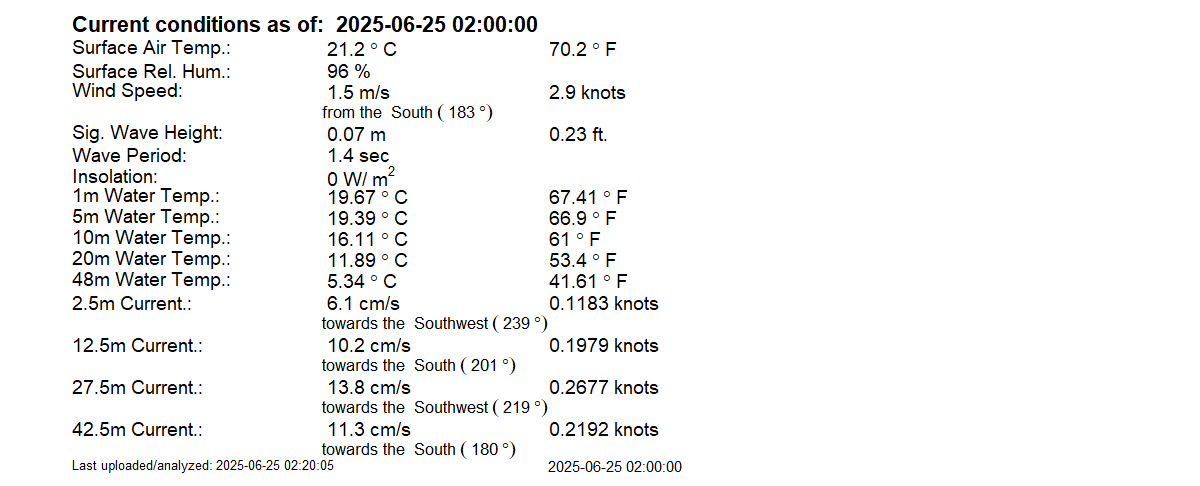 Current conditions as of: 2025-06-25 02:00:00
Surface Air Temp.: 21.2 ° C 70.2 ° F
Surface Rel. Hum.: 96 %
Wind Speed: 1.5 m/s 2.9 knots
from the South ( 183 °)
Sig. Wave Height: 0.07 m 0.23 ft.
Wave Period: 1.4 sec
Insolation: 0 W/ m²
1m Water Temp.: 19.67 ° C 67.41 ° F
5m Water Temp.: 19.39 ° C 66.9 ° F
10m Water Temp.: 16.11 ° C 61 ° F
20m Water Temp.: 11.89 ° C 53.4 ° F
48m Water Temp.: 5.34 ° C 41.61 ° F
2.5m Current.: 6.1 cm/s 0.1183 knots
towards the Southwest ( 239 °)
12.5m Current.: 10.2 cm/s 0.1979 knots
towards the South ( 201 °)
27.5m Current.: 13.8 cm/s 0.2677 knots
towards the Southwest ( 219 °)
42.5m Current.: 11.3 cm/s 0.2192 knots
towards the South ( 180 °)
Last uploaded/analyzed: 2025-06-25 02:20:05 2025-06-25 02:00:00